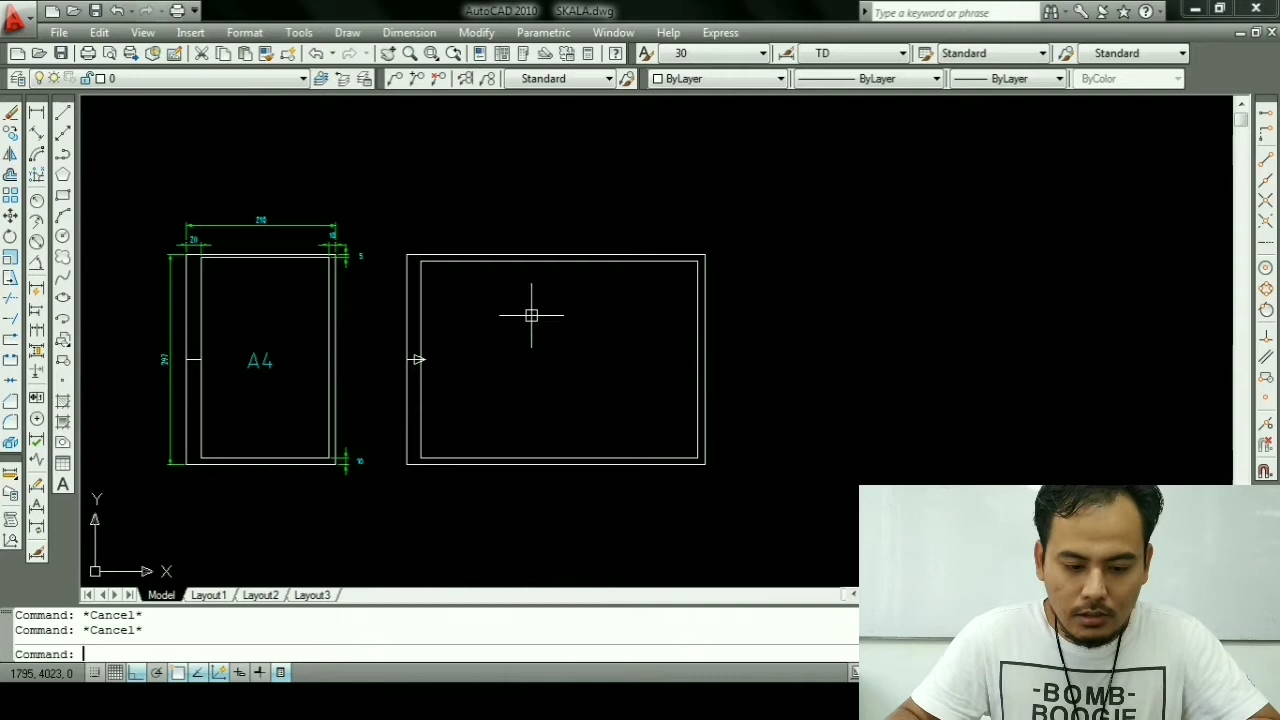 AutoCAD 2010 SKALA.dwg
Type a keyword or phrase
File Edit View Insert Format Tools Draw Dimension Modify Parametric Window Help Express
30 TD Standard Standard
0 Standard ByLayer ByLayer ByLayer ByColor
210
20 10
5
297
A4
10
Y
X
Model Layout1 Layout2 Layout3
Command: *Cancel*
Command: *Cancel*
Command:
1795, 4023, 0
-BOMB-
BOOGIE